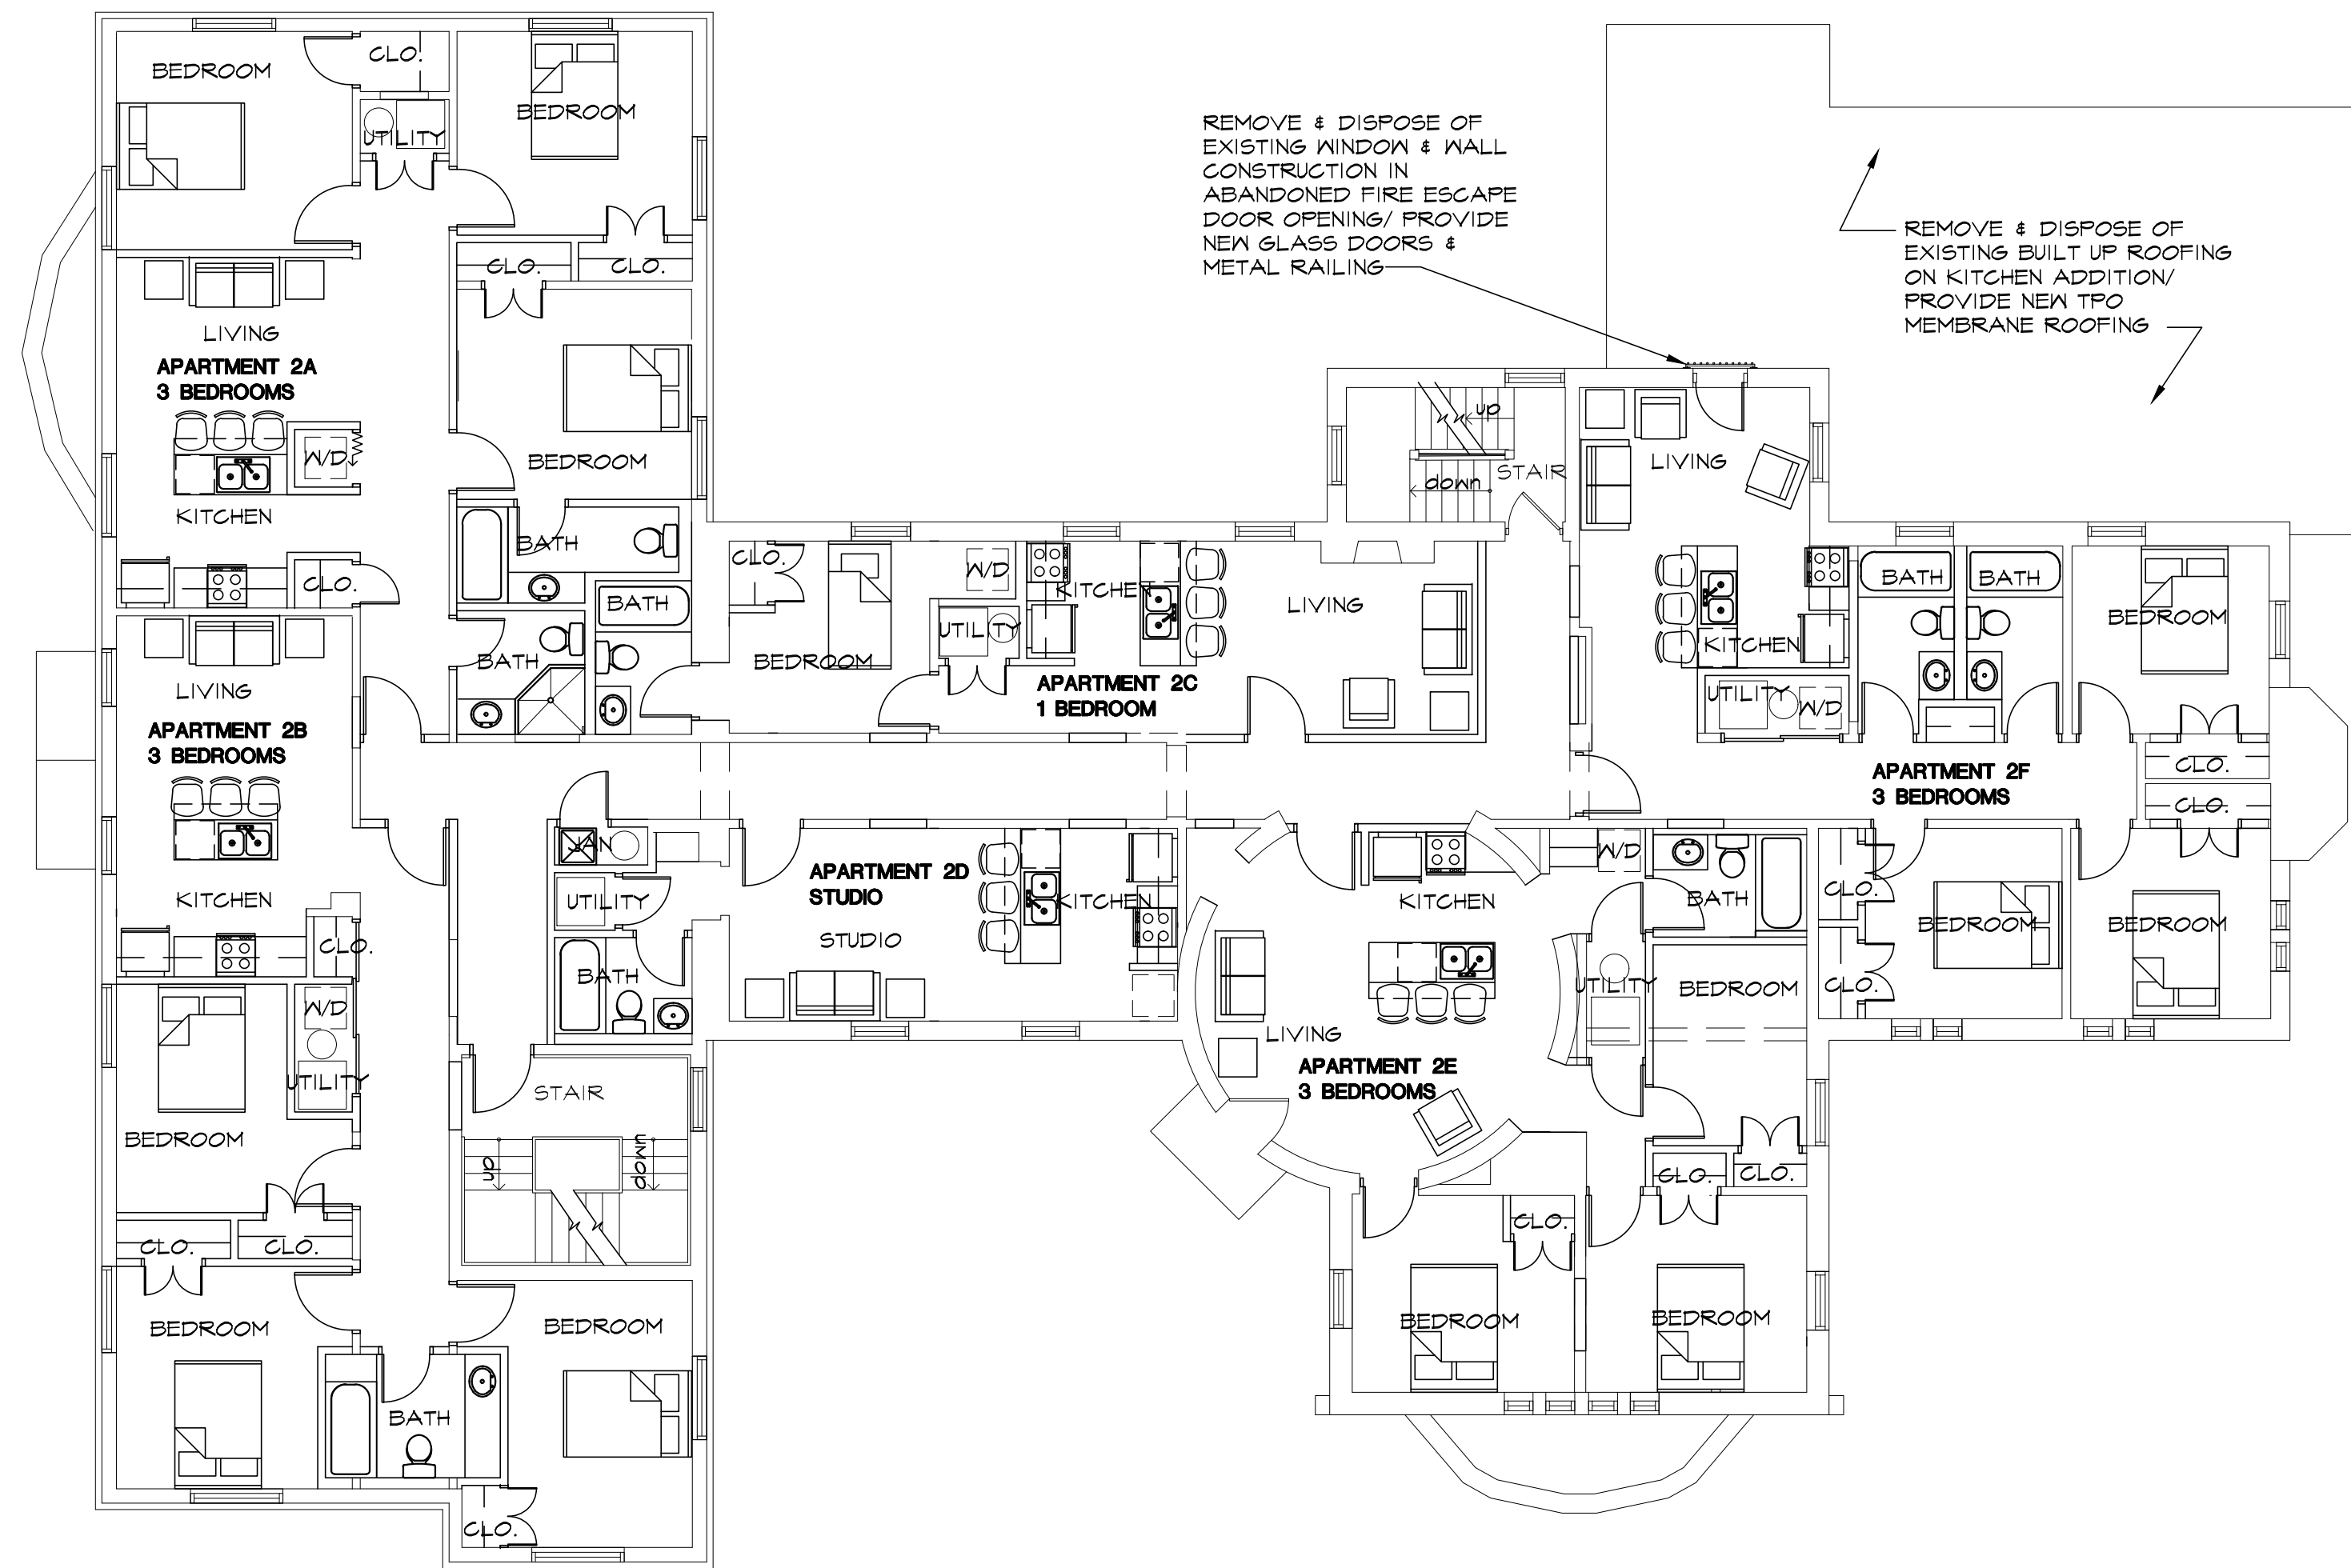 BEDROOM
CLO.
UTILITY
BEDROOM
CLO.
CLO.
LIVING
APARTMENT 2A
3 BEDROOMS
W/D
KITCHEN
CLO.
BEDROOM
BATH
BATH
LIVING
APARTMENT 2B
3 BEDROOMS
KITCHEN
CLO.
W/D
UTILITY
BEDROOM
CLO.
CLO.
BEDROOM
BATH
BEDROOM
CLO.
STAIR
up
down
JAN
UTILITY
BATH
BATH
CLO.
BEDROOM
W/D
UTILITY
KITCHEN
APARTMENT 2C
1 BEDROOM
LIVING
APARTMENT 2D
STUDIO
STUDIO
KITCHEN
REMOVE & DISPOSE OF
EXISTING WINDOW & WALL
CONSTRUCTION IN
ABANDONED FIRE ESCAPE
DOOR OPENING/ PROVIDE
NEW GLASS DOORS &
METAL RAILING
up
down
STAIR
REMOVE & DISPOSE OF
EXISTING BUILT UP ROOFING
ON KITCHEN ADDITION/
PROVIDE NEW TPO
MEMBRANE ROOFING
LIVING
KITCHEN
UTILITY
W/D
BATH
BATH
BEDROOM
CLO.
CLO.
APARTMENT 2F
3 BEDROOMS
CLO.
CLO.
BEDROOM
BEDROOM
KITCHEN
W/D
BATH
UTILITY
BEDROOM
LIVING
APARTMENT 2E
3 BEDROOMS
CLO.
CLO.
CLO.
BEDROOM
BEDROOM